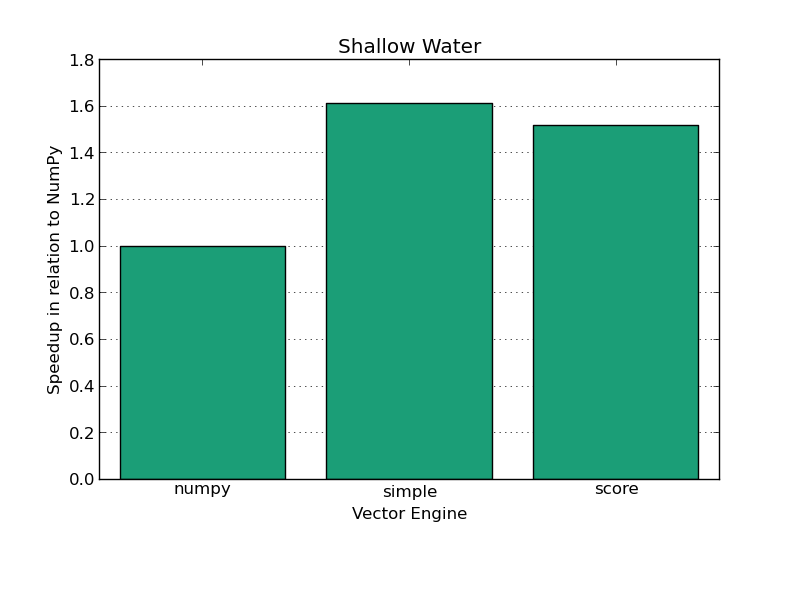 Shallow Water
Speedup in relation to NumPy
1.8
1.6
1.4
1.2
1.0
0.8
0.6
0.4
0.2
0.0
numpy
simple
score
Vector Engine